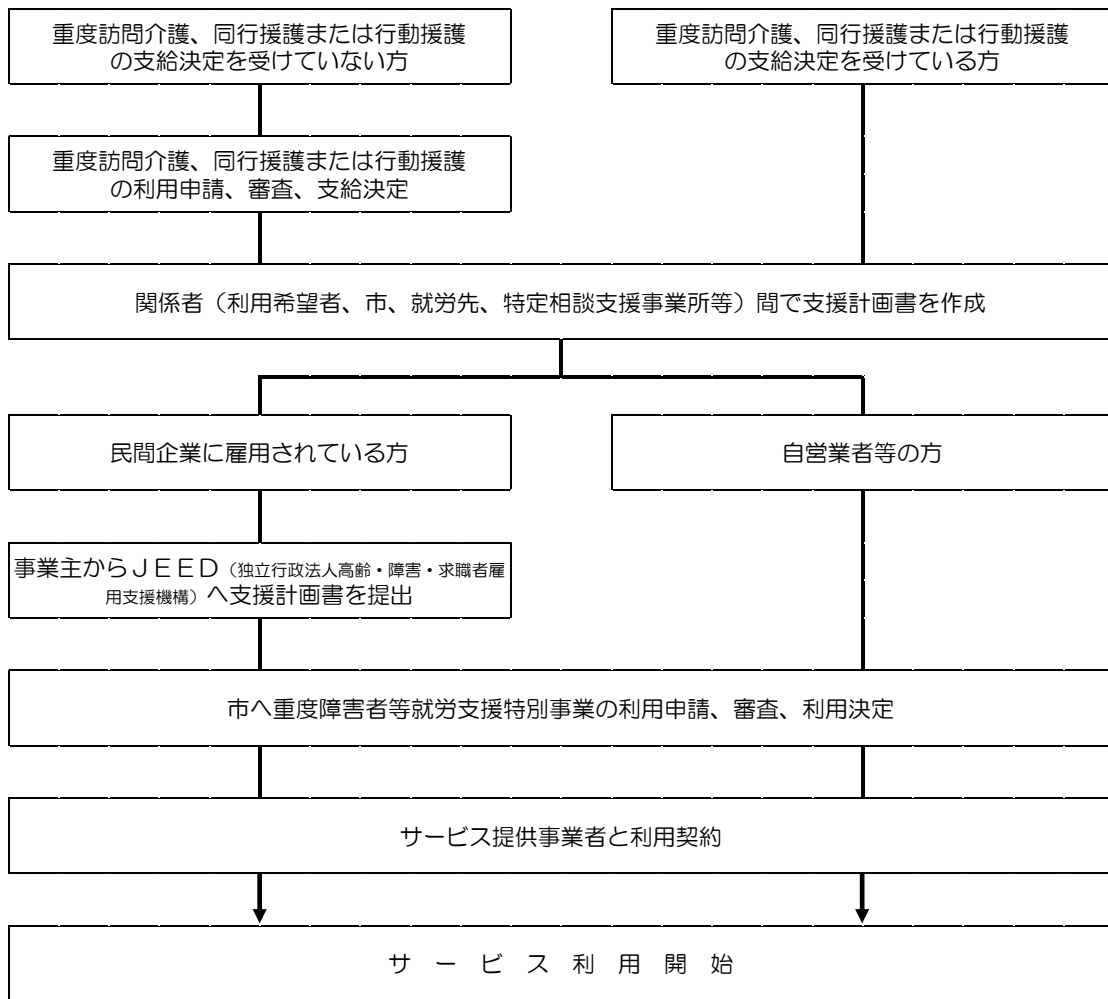 重度訪問介護、同行援護または行動援護
の支給決定を受けていない方
重度訪問介護、同行援護または行動援護
の支給決定を受けている方
重度訪問介護、同行援護または行動援護
の利用申請、審査、支給決定
関係者（利用希望者、市、就労先、特定相談支援事業所等）間で支援計画書を作成
民間企業に雇用されている方
自営業者等の方
事業主からＪＥＥＤ（独立行政法人高齢・障害・求職者雇
用支援機構）へ支援計画書を提出
市へ重度障害者等就労支援特別事業の利用申請、審査、利用決定
サービス提供事業者と利用契約
サ ー ビ ス 利 用 開 始